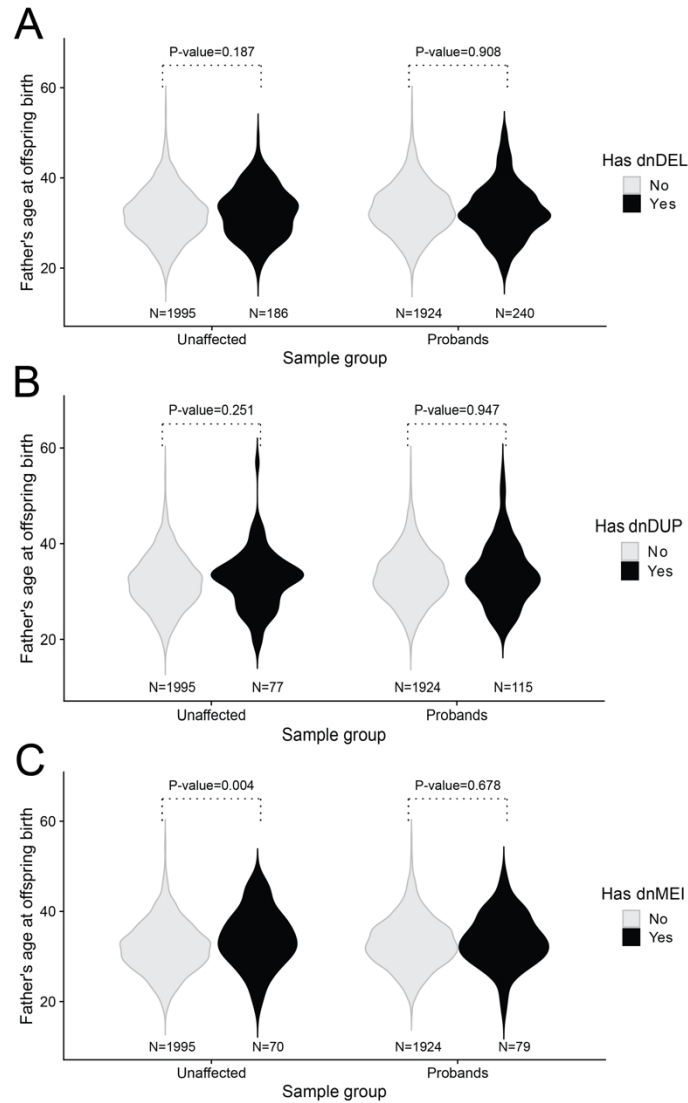 A
P-value=0.187
P-value=0.908
60
40
20
Father's age at offspring birth
N=1995
N=186
N=1924
N=240
Unaffected
Probands
Sample group
Has dnDEL
No
Yes
B
P-value=0.251
P-value=0.947
60
40
20
Father's age at offspring birth
N=1995
N=77
N=1924
N=115
Unaffected
Probands
Sample group
Has dnDUP
No
Yes
C
P-value=0.004
P-value=0.678
60
40
20
Father's age at offspring birth
N=1995
N=70
N=1924
N=79
Unaffected
Probands
Sample group
Has dnMEI
No
Yes